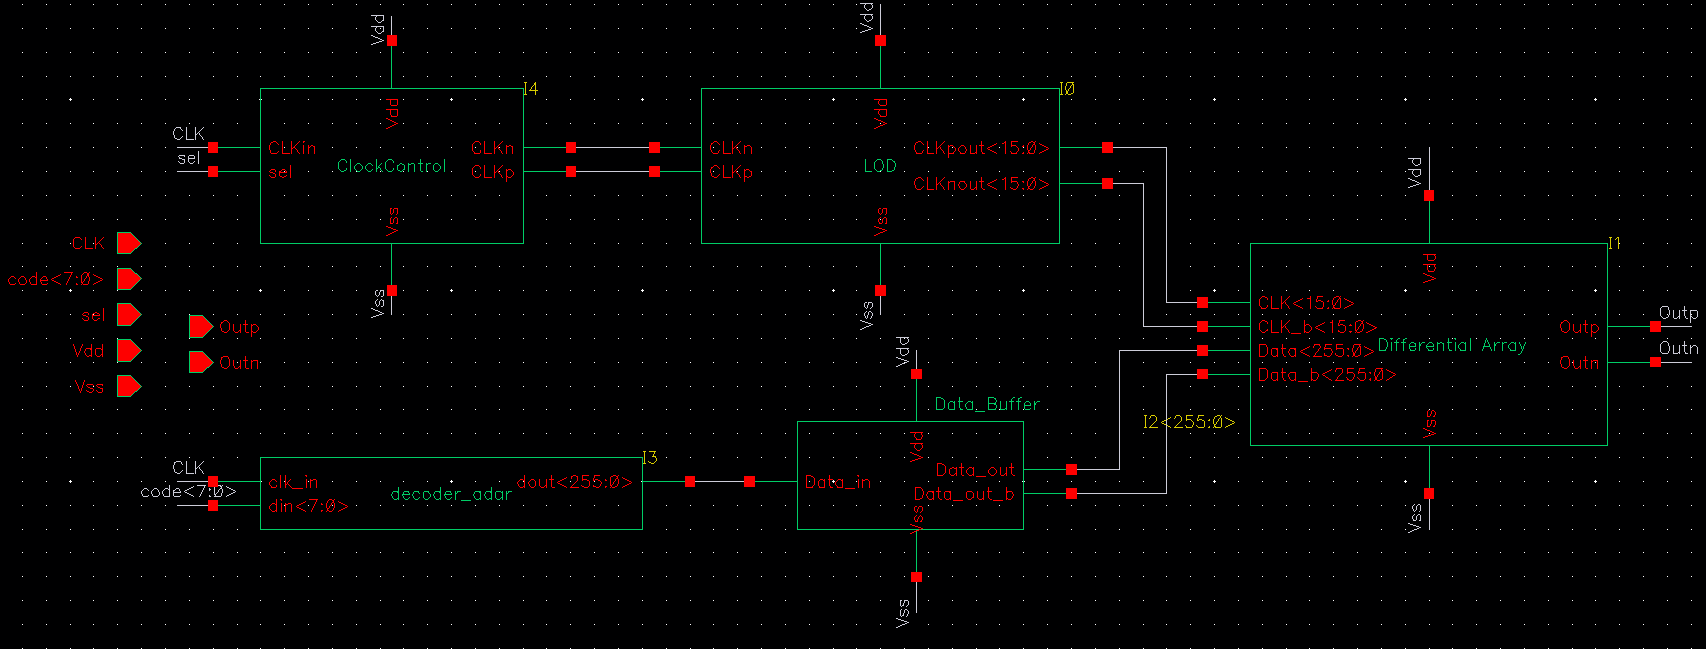 Vdd
Vdd
I4
I0
Vdd
Vdd
CLK
CLKin
CLKn
CLKn
CLKpout<15:0>
sel
sel
ClockControl
CLKp
CLKp
LOD
CLKnout<15:0>
Vdd
Vss
Vss
CLK
I1
code<7:0>
Vdd
Vss
Vss
CLK<15:0>
sel
Outp
CLK_b<15:0>
Outp
Outp
Vdd
Outn
Vdd
Data<255:0>
Differential Array
Outn
Outn
Vss
Data_b<255:0>
Data_Buffer
I2<255:0>
Vss
Vdd
I3
CLK
clk_in
dout<255:0>
Data_in
Data_out
code<7:0>
decoder_adar
Data_out_b
din<7:0>
Vss
Vss
Vss